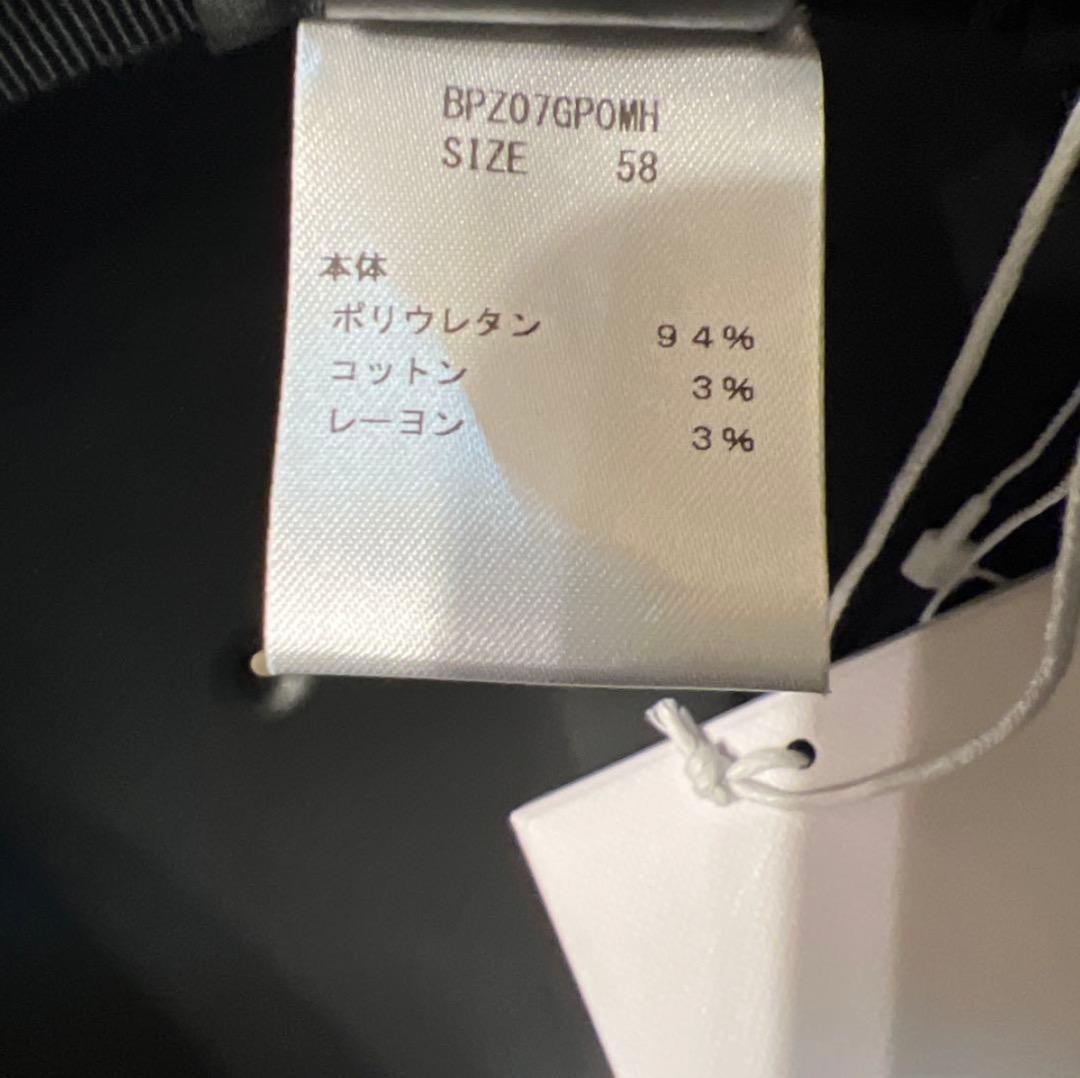 BPZ07GP0MH
SIZE 58
本体
ポリウレタン 94%
コットン 3%
レーヨン 3%